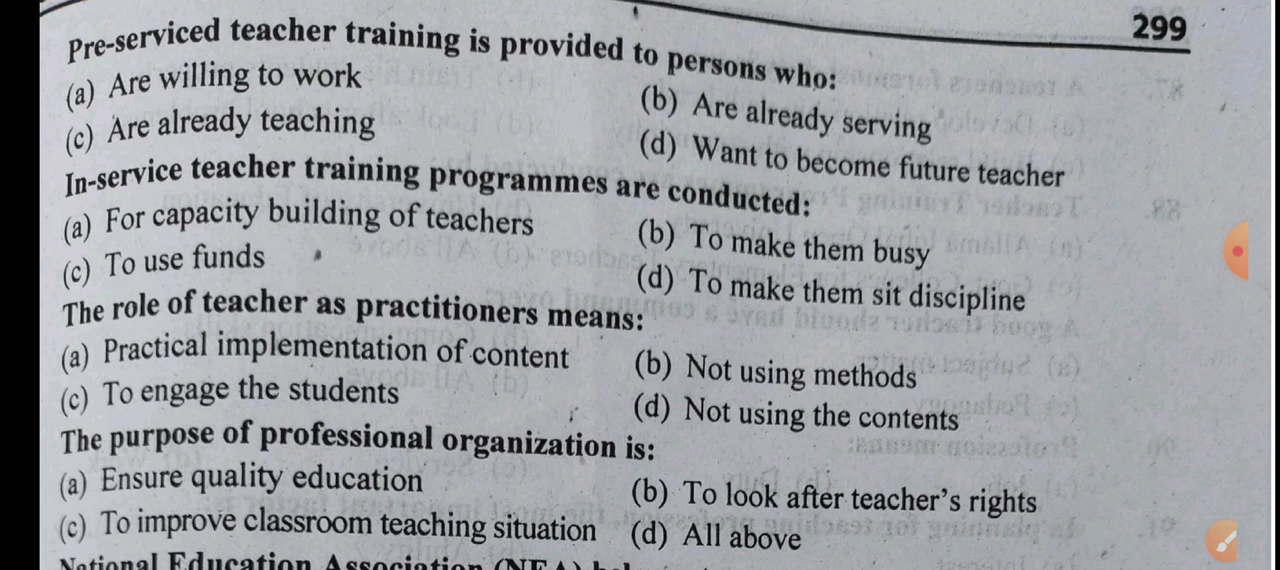 299
Pre-serviced teacher training is provided to persons who:
(a) Are willing to work (b) Are already serving
(c) Are already teaching (d) Want to become future teacher
In-service teacher training programmes are conducted:
(a) For capacity building of teachers (b) To make them busy
(c) To use funds (d) To make them sit discipline
The role of teacher as practitioners means:
(a) Practical implementation of content (b) Not using methods
(c) To engage the students (d) Not using the contents
The purpose of professional organization is:
(a) Ensure quality education (b) To look after teacher's rights
(c) To improve classroom teaching situation (d) All above
National Education Association (NEA)